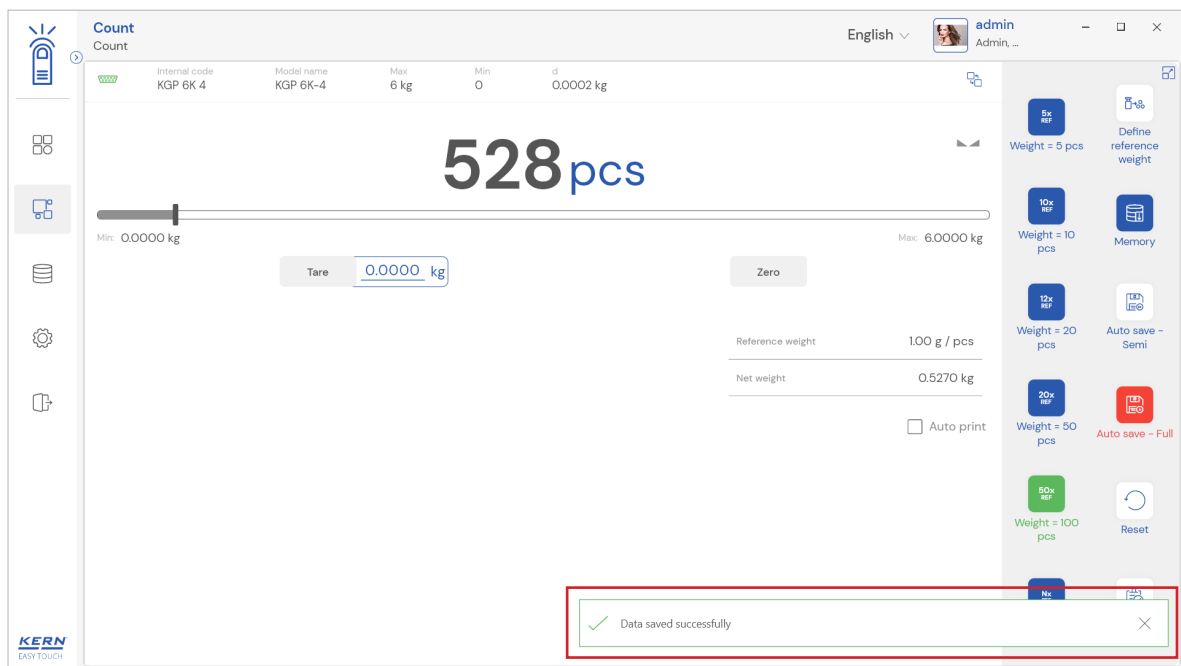 Count
Count
English
admin
Admin, ...
Internal code
KGP 6K 4
Model name
KGP 6K-4
Max
6 kg
Min
0
d
0.0002 kg
528 pcs
Min: 0.0000 kg
Max: 6.0000 kg
Tare
0.0000 kg
Zero
Reference weight
1.00 g / pcs
Net weight
0.5270 kg
Auto print
5x
REF
Weight = 5 pcs
Define
reference
weight
10x
REF
Weight = 10
pcs
Memory
12x
REF
Weight = 20
pcs
Auto save -
Semi
20x
REF
Weight = 50
pcs
Auto save - Full
50x
REF
Weight = 100
pcs
Reset
Nx
Data saved successfully
KERN
EASY TOUCH